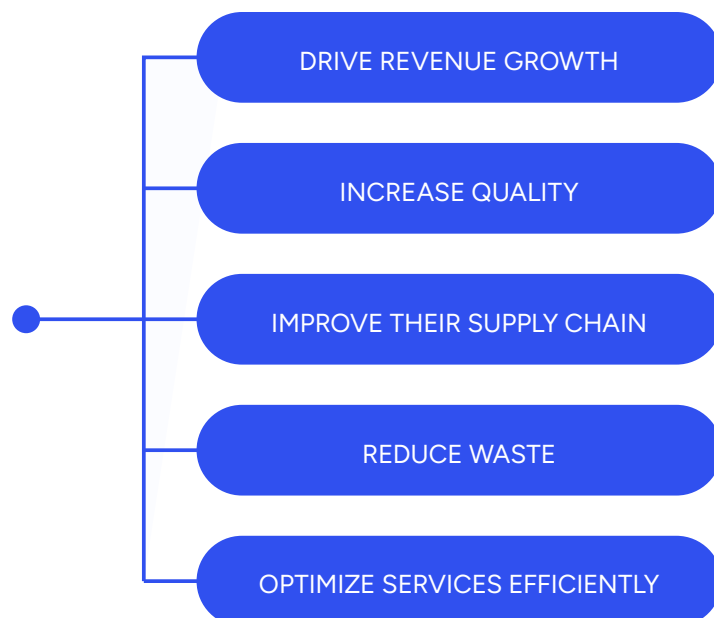 DRIVE REVENUE GROWTH
INCREASE QUALITY
IMPROVE THEIR SUPPLY CHAIN
REDUCE WASTE
OPTIMIZE SERVICES EFFICIENTLY